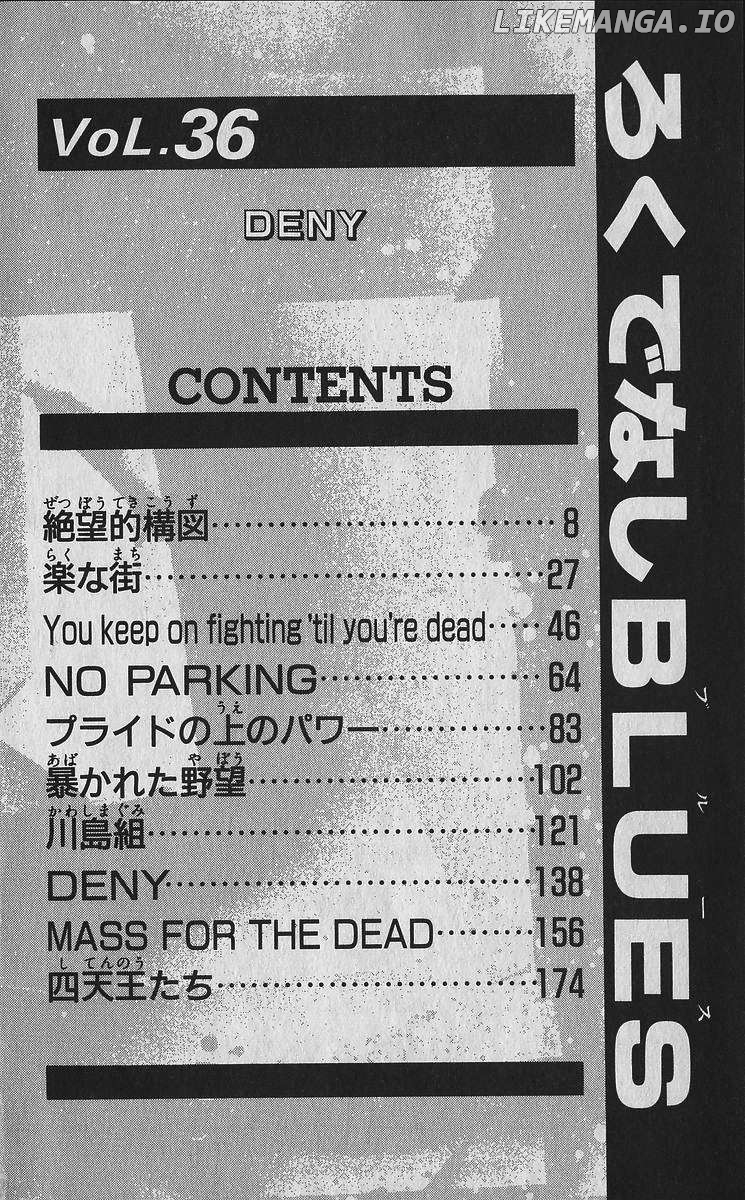 LIKEMANGA.IO
VOL.36
DENY
CONTENTS
ぜつぼうてきこうず
絶望的構図……………………8
らく まち
楽な街……………………27
You keep on fighting 'til you're dead……46
NO PARKING……………………64
うえ
プライドの上のパワー……………………83
あば やぼう
暴かれた野望……………………102
かわしまぐみ
川島組……………………121
DENY……………………138
MASS FOR THE DEAD……………………156
してんのう
四天王たち……………………174
ろくでなしBLUES
ブルース